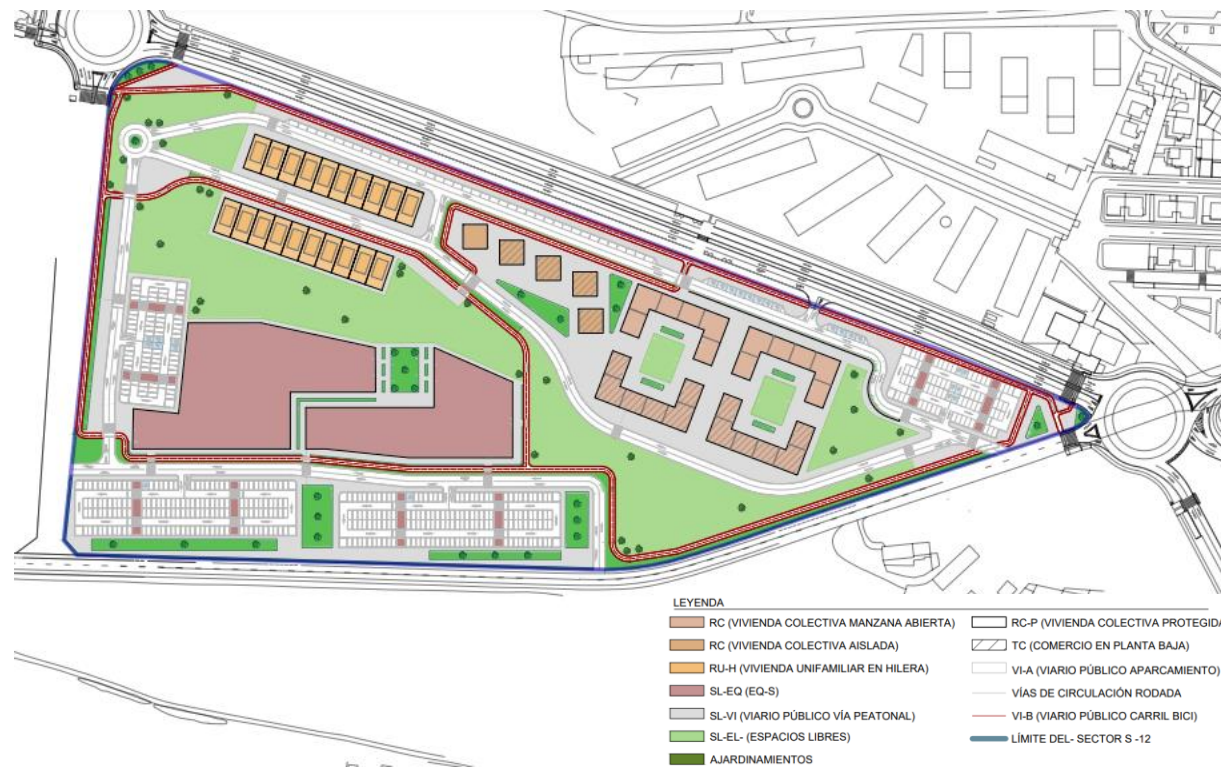 LEYENDA
RC (VIVIENDA COLECTIVA MANZANA ABIERTA)
RC (VIVIENDA COLECTIVA AISLADA)
RU-H (VIVIENDA UNIFAMILIAR EN HILERA)
SL-EQ (EQ-S)
SL-VI (VIARIO PÚBLICO VÍA PEATONAL)
SL-EL- (ESPACIOS LIBRES)
AJARDINAMIENTOS
RC-P (VIVIENDA COLECTIVA PROTEGIDA
TC (COMERCIO EN PLANTA BAJA)
VI-A (VIARIO PÚBLICO APARCAMIENTO)
VÍAS DE CIRCULACIÓN RODADA
VI-B (VIARIO PÚBLICO CARRIL BICI)
LÍMITE DEL- SECTOR S -12